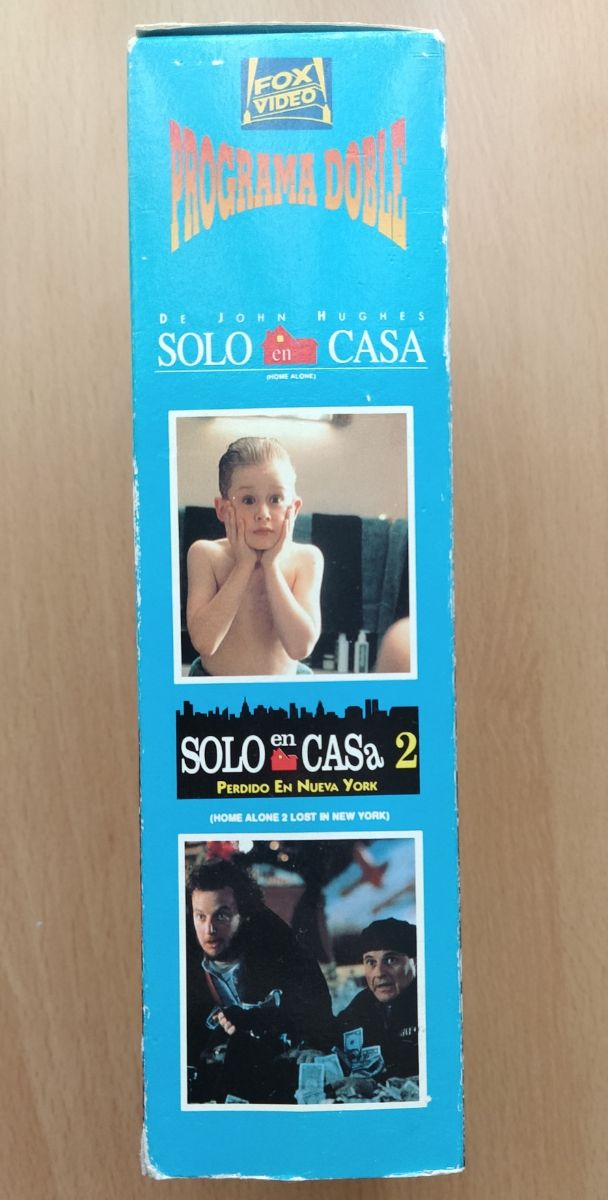 FOX
VIDEO
PROGRAMA DOBLE
DE JOHN HUGHES
SOLO en CASA
(HOME ALONE)
SOLO en CASa 2
PERDIDO EN NUEVA YORK
(HOME ALONE 2 LOST IN NEW YORK)